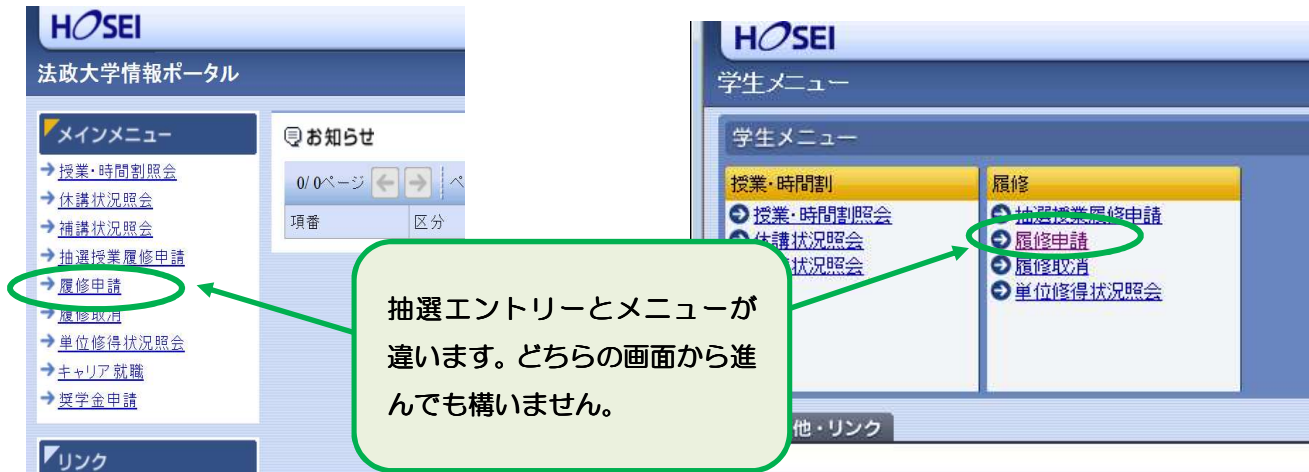 HOSEI
法政大学情報ポータル
メインメニュー
授業・時間割照会
休講状況照会
補講状況照会
抽選授業履修申請
履修申請
履修取消
単位修得状況照会
キャリア就職
奨学金申請
リンク
お知らせ
0/0ページ
ペ
項番
区分
抽選エントリーとメニューが
違います。どちらの画面から進
んでも構いません。
HOSEI
学生メニュー
学生メニュー
授業・時間割
授業・時間割照会
休講状況照会
状況照会
履修
抽選授業履修申請
履修申請
履修取消
単位修得状況照会
他・リンク